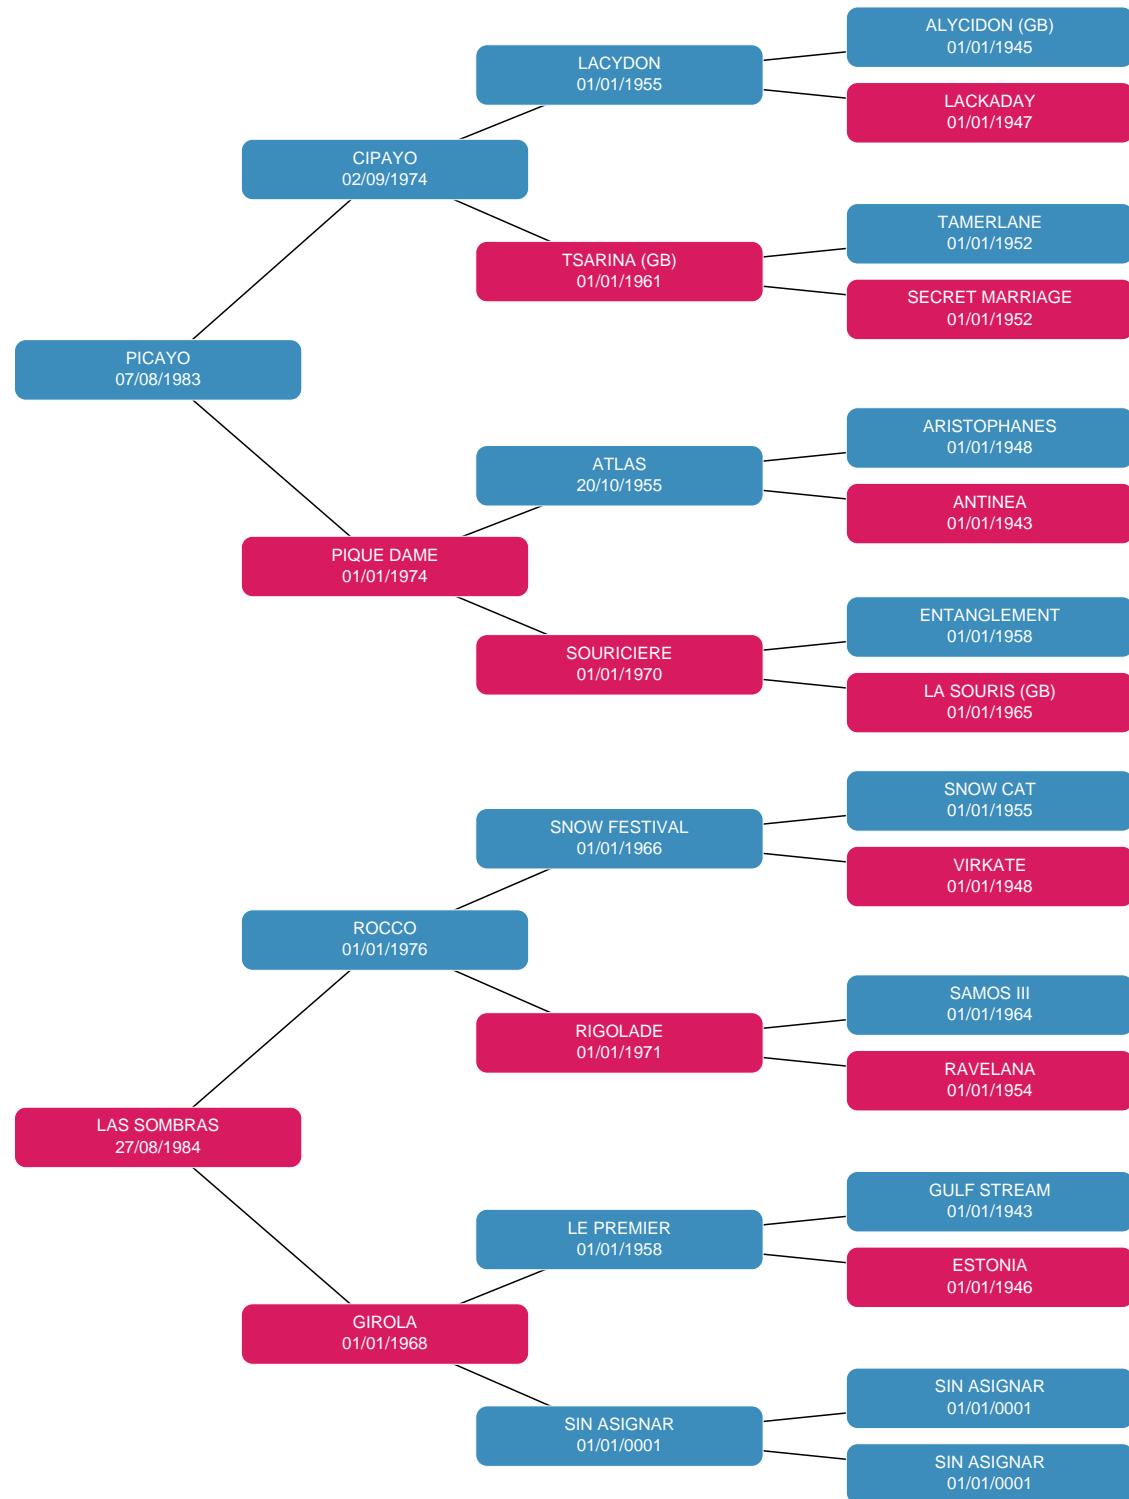 ALYCIDON (GB)
01/01/1945
LACYDON
01/01/1955
LACKADAY
01/01/1947
CIPAYO
02/09/1974
TAMERLANE
01/01/1952
TSARINA (GB)
01/01/1961
SECRET MARRIAGE
01/01/1952
PICAYO
07/08/1983
ARISTOPHANES
01/01/1948
ATLAS
20/10/1955
ANTINEA
01/01/1943
PIQUE DAME
01/01/1974
ENTANGLEMENT
01/01/1958
SOURICIERE
01/01/1970
LA SOURIS (GB)
01/01/1965
SNOW CAT
01/01/1955
SNOW FESTIVAL
01/01/1966
VIRKATE
01/01/1948
ROCCO
01/01/1976
SAMOS III
01/01/1964
RIGOLADE
01/01/1971
RAVELANA
01/01/1954
LAS SOMBRAS
27/08/1984
GULF STREAM
01/01/1943
LE PREMIER
01/01/1958
ESTONIA
01/01/1946
GIROLA
01/01/1968
SIN ASIGNAR
01/01/0001
SIN ASIGNAR
01/01/0001
SIN ASIGNAR
01/01/0001